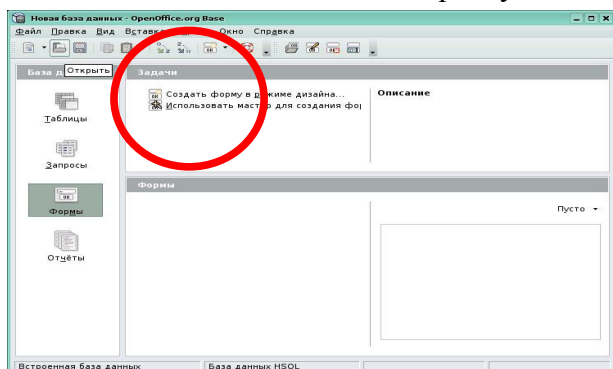 Новая база данных - OpenOffice.org Base
Файл Правка Вид Вставка Окно Справка
База д
Открыть
Задачи
Таблицы
Запросы
Формы
Отчёты
Создать форму в режиме дизайна...
Использовать мастер для создания фор
Описание
Формы
Пусто
Встроенная база данных
База данных HSQL